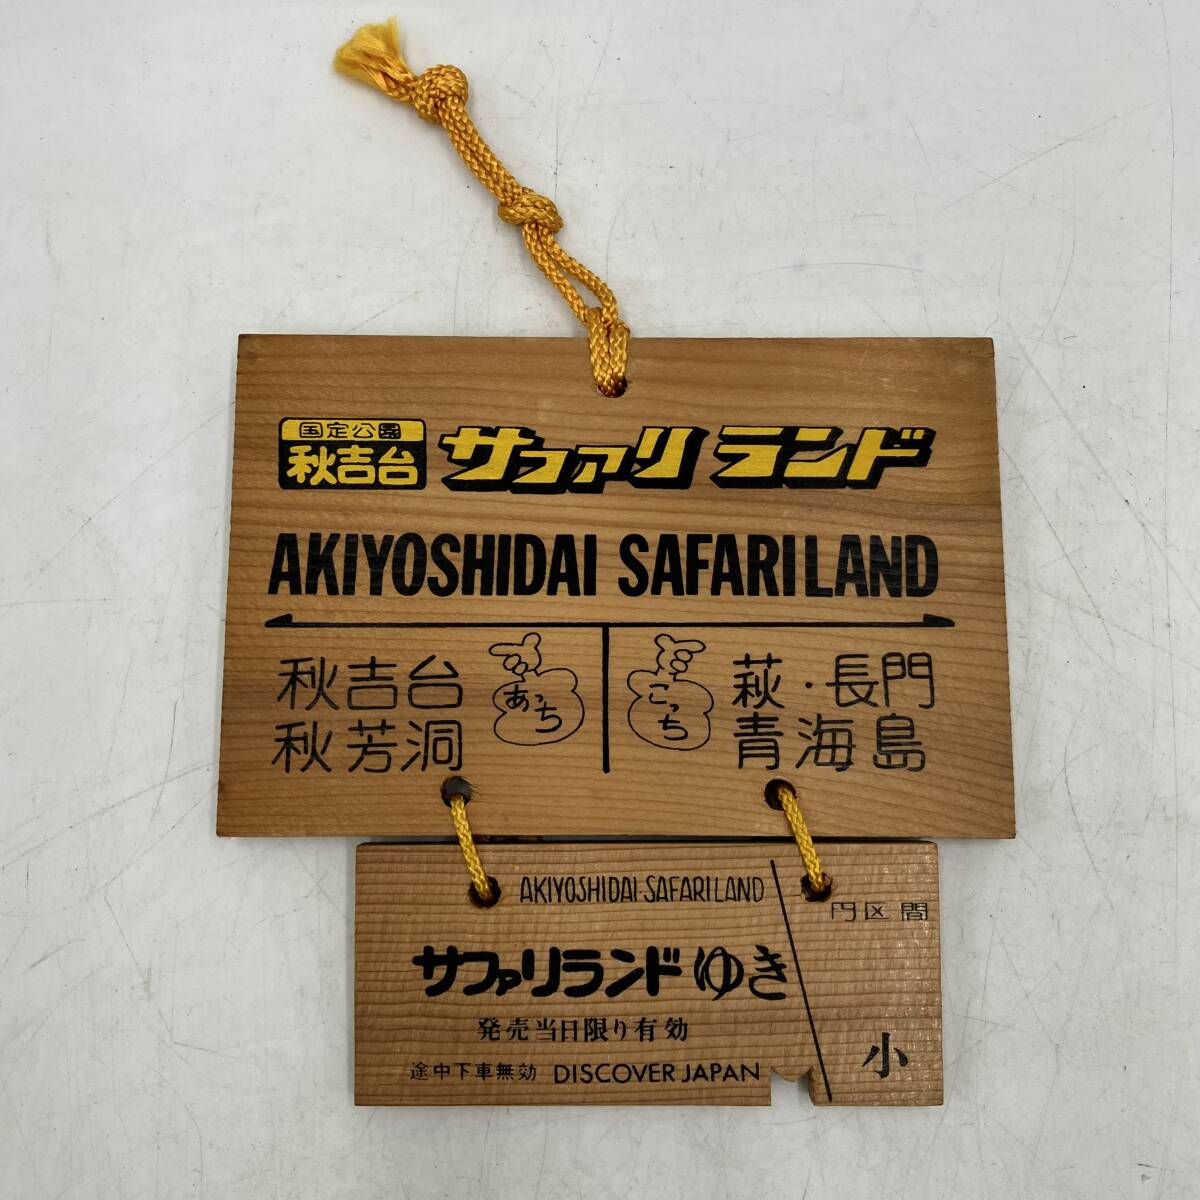 国定公園
秋吉台 サファリランド
AKIYOSHIDAI SAFARILAND
秋吉台 あっち こっち 萩・長門
秋芳洞 青海島
AKIYOSHIDAI-SAFARILAND
円区間
サファリランドゆき
発売当日限り有効
途中下車無効 DISCOVER JAPAN
小